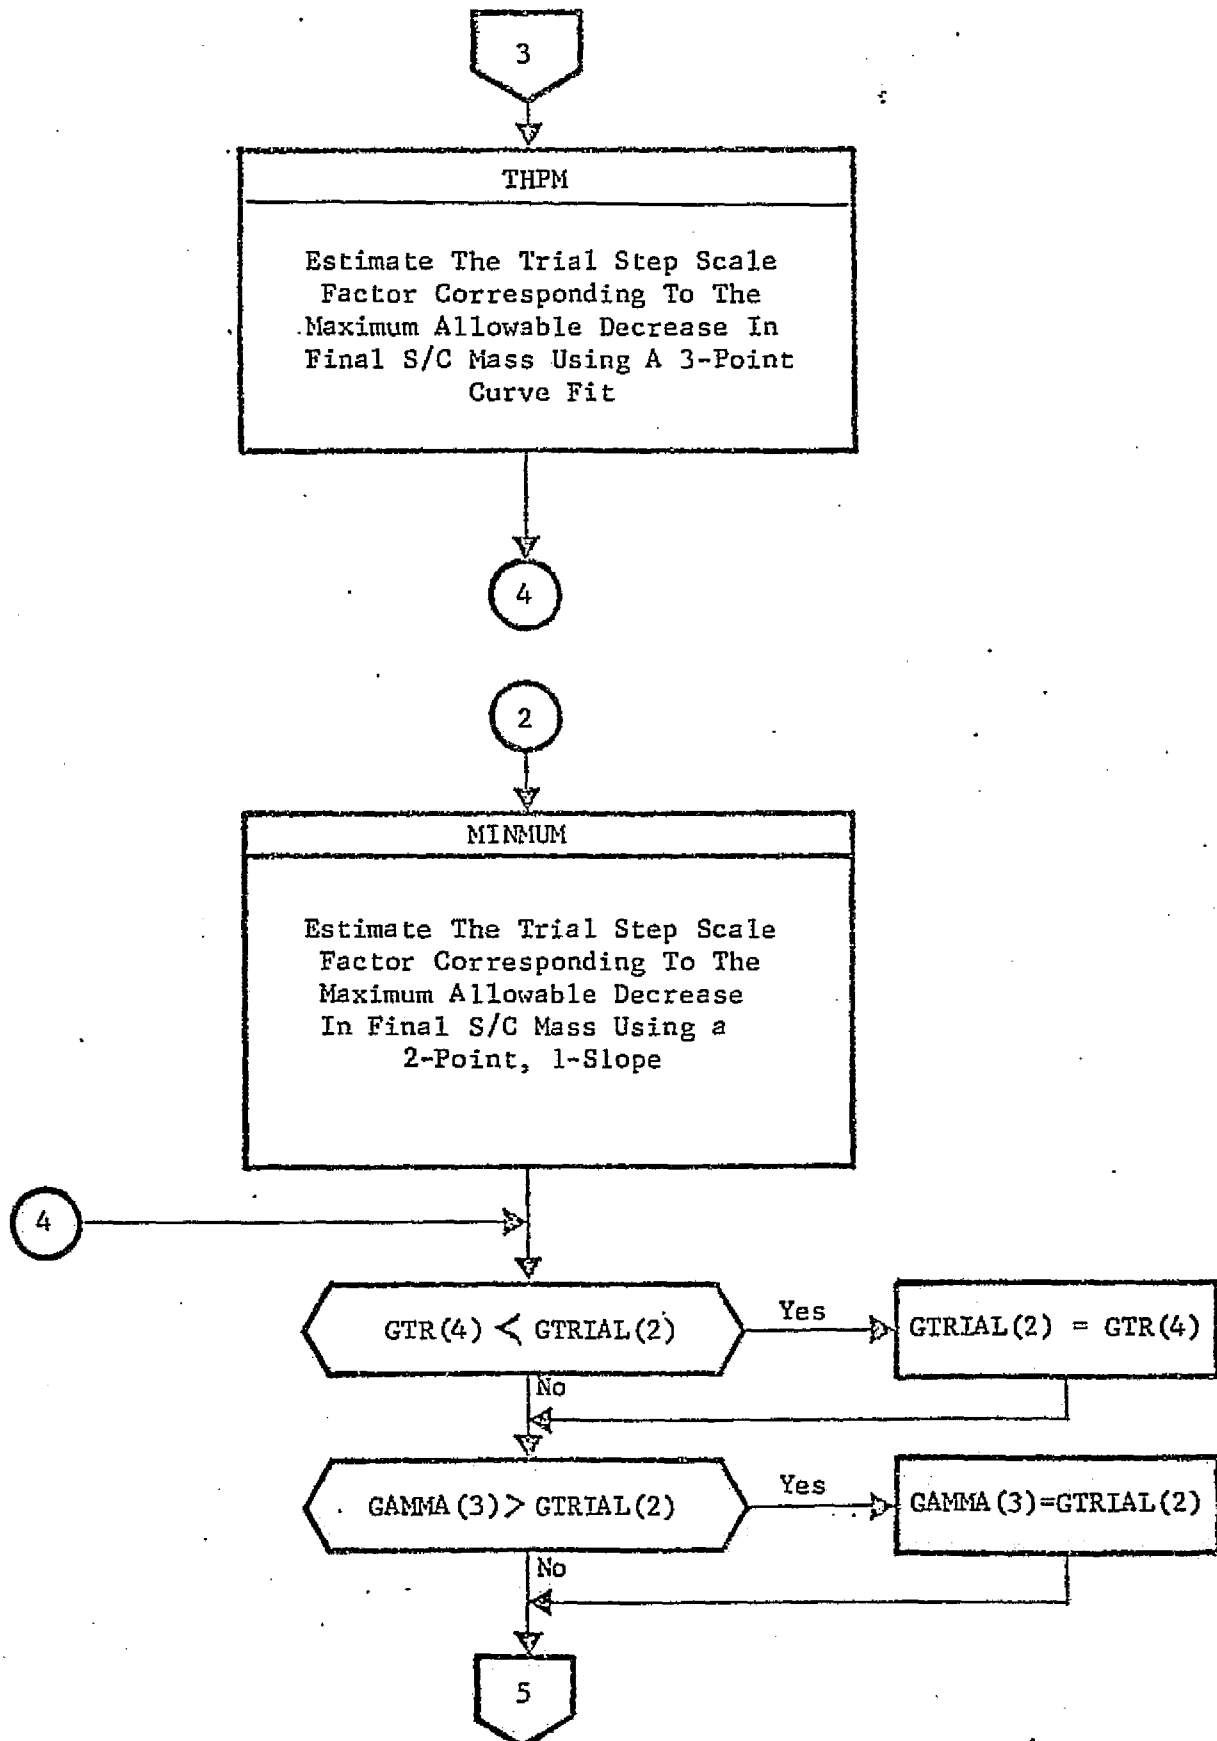 3
THPM
Estimate The Trial Step Scale
Factor Corresponding To The
Maximum Allowable Decrease In
Final S/C Mass Using A 3-Point
Curve Fit
4
2
MINMUM
Estimate The Trial Step Scale
Factor Corresponding To The
Maximum Allowable Decrease
In Final S/C Mass Using a
2-Point, 1-Slope
4
GTR(4) < GTRIAL(2)
Yes
GTRIAL(2) = GTR(4)
No
GAMMA(3) > GTRIAL(2)
Yes
GAMMA(3)=GTRIAL(2)
No
5